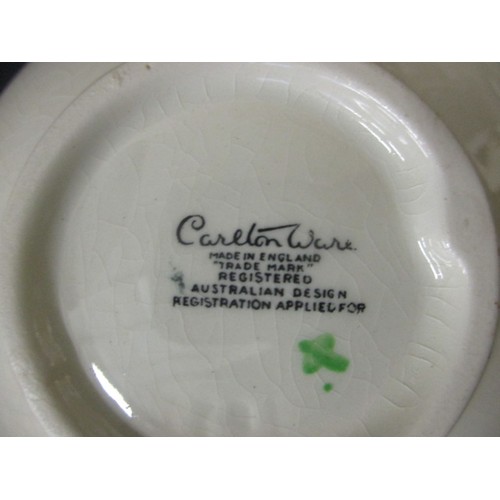 Carlton Ware
MADE IN ENGLAND
"TRADE MARK"
REGISTERED
AUSTRALIAN DESIGN
REGISTRATION APPLIED FOR